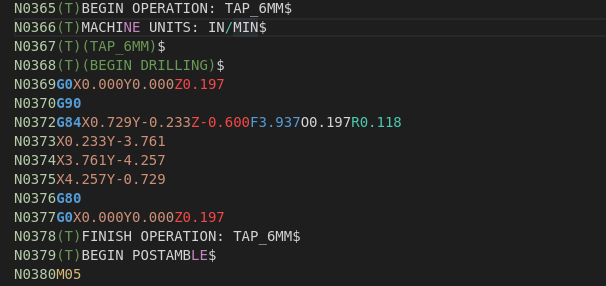 N0365(T)BEGIN OPERATION: TAP_6MM$
N0366(T)MACHINE UNITS: IN/MIN$
N0367(T)(TAP_6MM)$
N0368(T)(BEGIN DRILLING)$
N0369G0X0.000Y0.000Z0.197
N0370G90
N0372G84X0.729Y-0.233Z-0.600F3.937O0.197R0.118
N0373X0.233Y-3.761
N0374X3.761Y-4.257
N0375X4.257Y-0.729
N0376G80
N0377G0X0.000Y0.000Z0.197
N0378(T)FINISH OPERATION: TAP_6MM$
N0379(T)BEGIN POSTAMBLE$
N0380M05